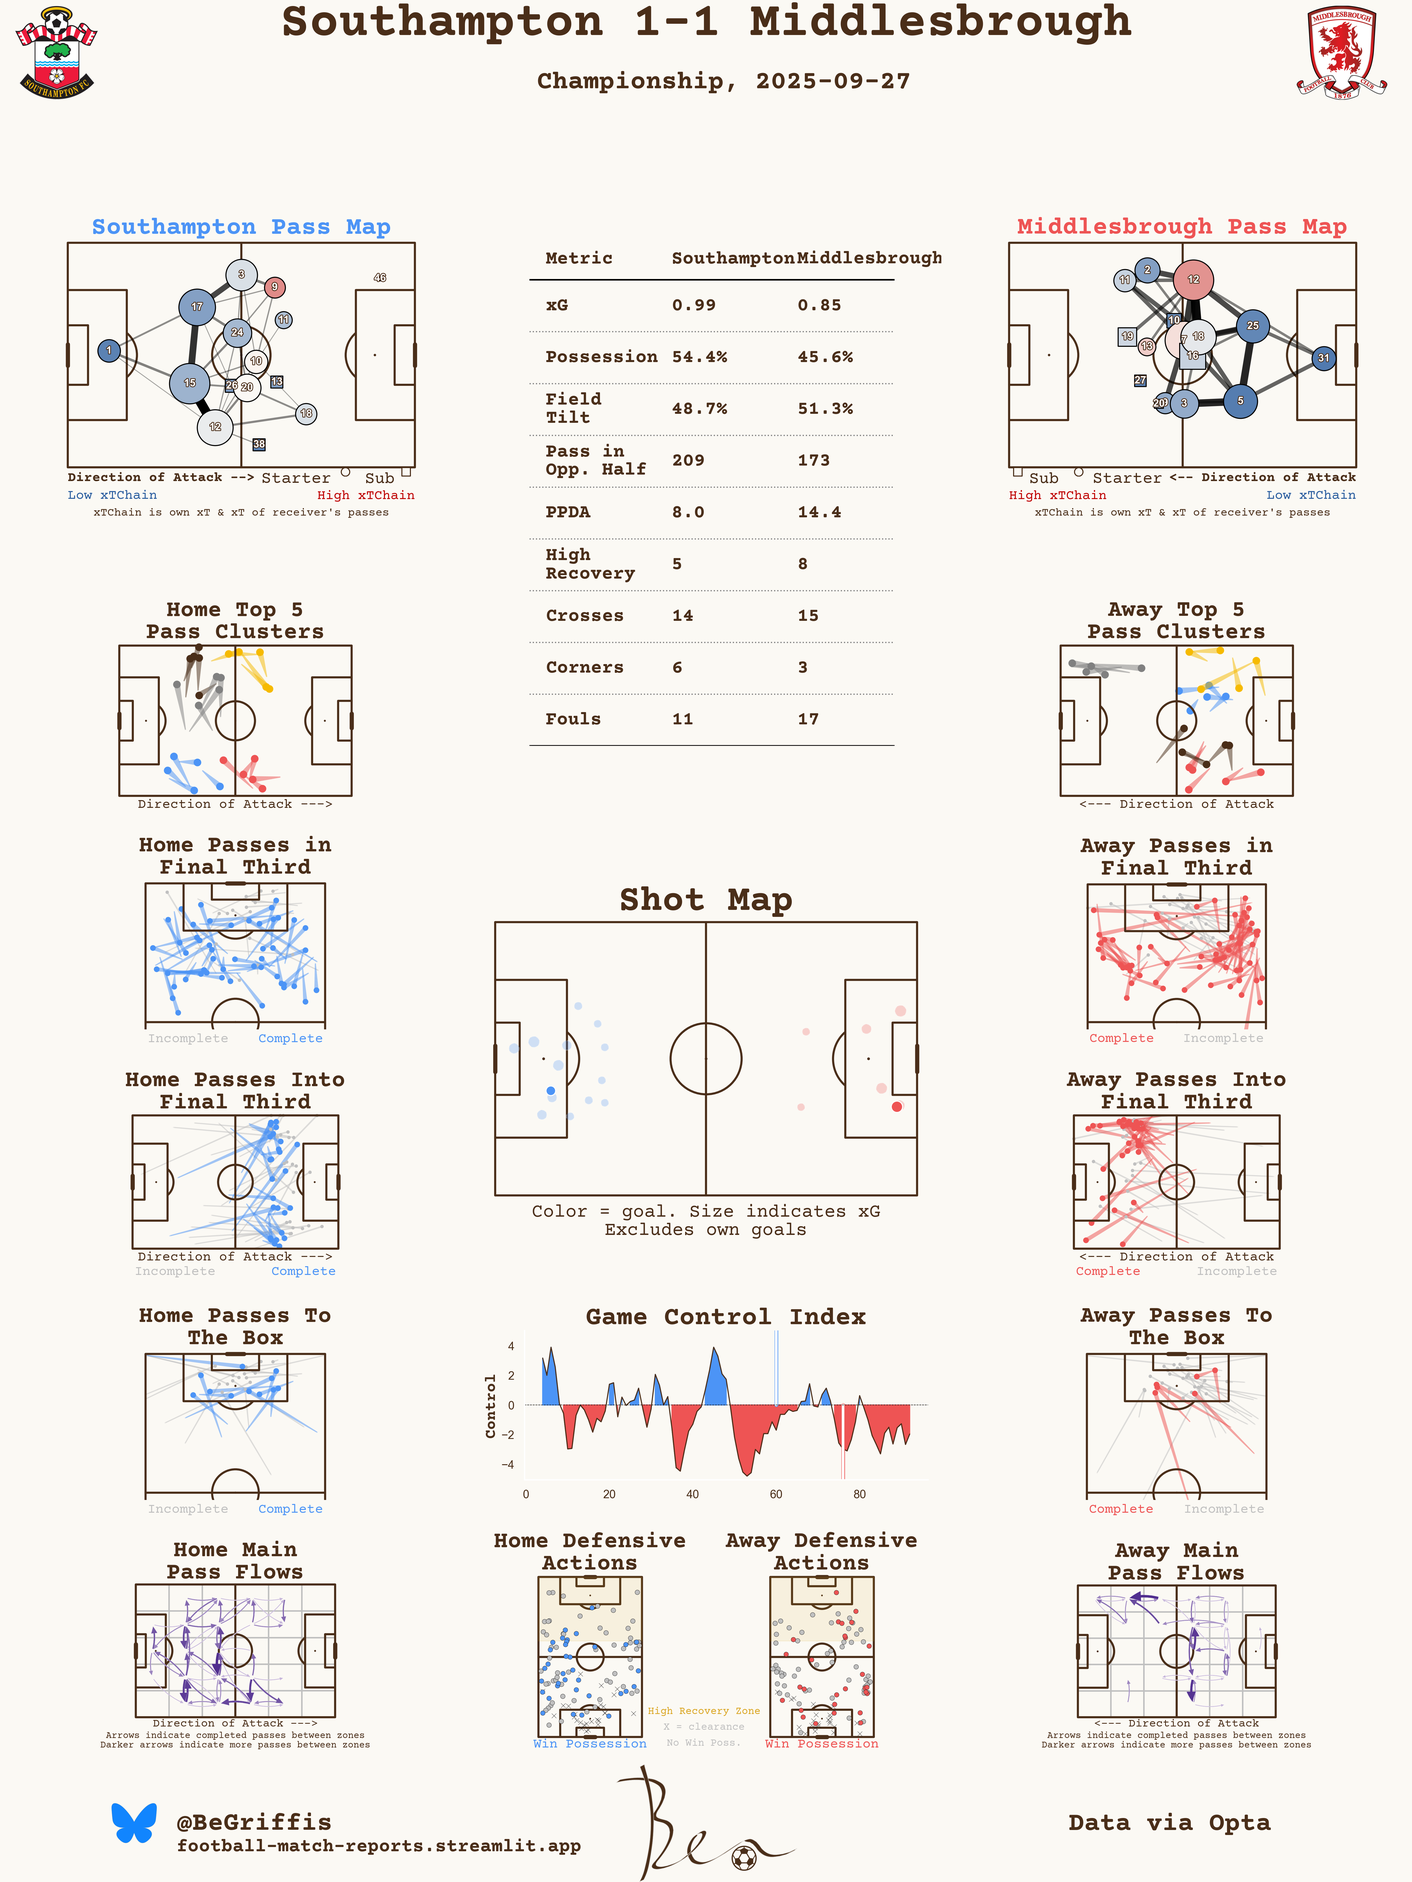 Southampton 1-1 Middlesbrough
Championship, 2025-09-27
SOUTHAMPTON FC
MIDDLESBROUGH
FOOTBALL CLUB
1876
Southampton Pass Map
3
9
46
17
11
24
1
10
15
26
20
13
18
12
38
Direction of Attack --> Starter Sub
Low xTChain High xTChain
xTChain is own xT & xT of receiver's passes
Metric Southampton Middlesbrough
xG 0.99 0.85
Possession 54.4% 45.6%
Field
Tilt 48.7% 51.3%
Pass in
Opp. Half 209 173
PPDA 8.0 14.4
High
Recovery 5 8
Crosses 14 15
Corners 6 3
Fouls 11 17
Middlesbrough Pass Map
11
2
12
10
25
19
13
7
18
16
31
27
20
3
5
Sub Starter <-- Direction of Attack
High xTChain Low xTChain
xTChain is own xT & xT of receiver's passes
Home Top 5
Pass Clusters
Direction of Attack --->
Away Top 5
Pass Clusters
<--- Direction of Attack
Home Passes in
Final Third
Incomplete Complete
Shot Map
Color = goal. Size indicates xG
Excludes own goals
Away Passes in
Final Third
Complete Incomplete
Home Passes Into
Final Third
Direction of Attack --->
Incomplete Complete
Away Passes Into
Final Third
<--- Direction of Attack
Complete Incomplete
Home Passes To
The Box
Incomplete Complete
Game Control Index
Control
4
2
0
−2
−4
0 20 40 60 80
Away Passes To
The Box
Complete Incomplete
Home Main
Pass Flows
Direction of Attack --->
Arrows indicate completed passes between zones
Darker arrows indicate more passes between zones
Home Defensive
Actions
Win Possession
Away Defensive
Actions
Win Possession
High Recovery Zone
X = clearance
No Win Poss.
Away Main
Pass Flows
<--- Direction of Attack
Arrows indicate completed passes between zones
Darker arrows indicate more passes between zones
@BeGriffis
football-match-reports.streamlit.app
Ben
Data via Opta